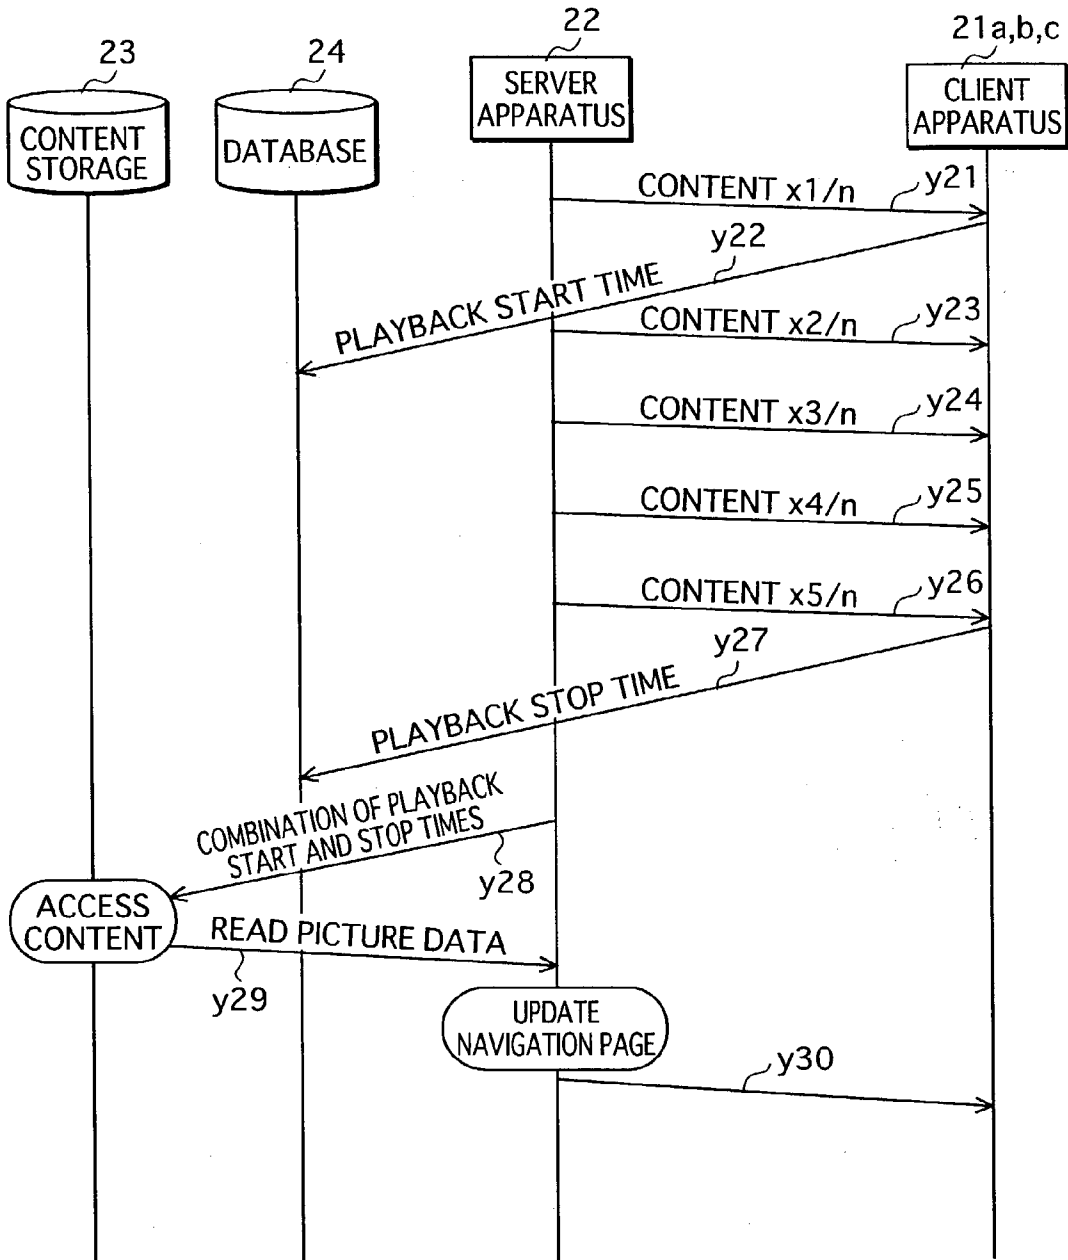 23
24
22
21a,b,c
CONTENT
STORAGE
DATABASE
SERVER
APPARATUS
CLIENT
APPARATUS
CONTENT x1/n
y21
y22
PLAYBACK START TIME
CONTENT x2/n
y23
CONTENT x3/n
y24
CONTENT x4/n
y25
CONTENT x5/n
y26
y27
PLAYBACK STOP TIME
COMBINATION OF PLAYBACK
START AND STOP TIMES
y28
ACCESS
CONTENT
READ PICTURE DATA
y29
UPDATE
NAVIGATION PAGE
y30